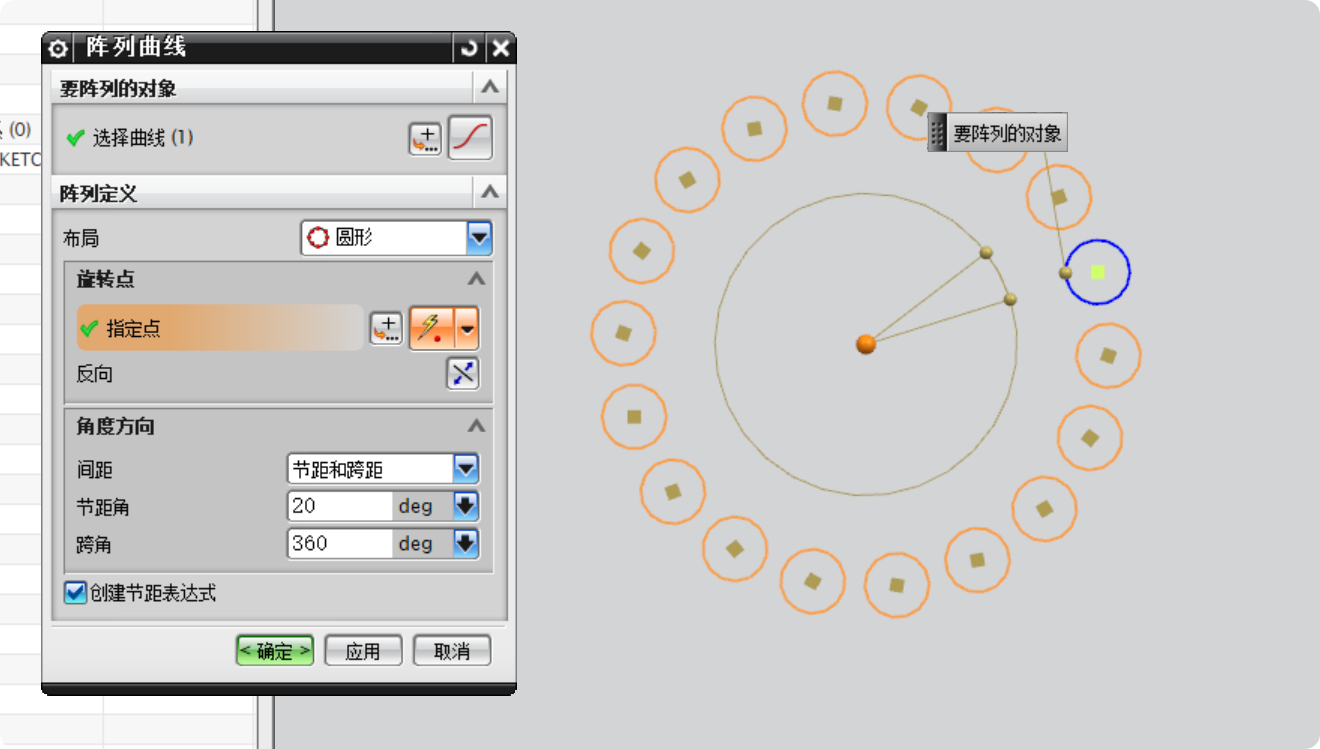 阵列曲线
要阵列的对象
(0)
选择曲线 (1)
要阵列的对象
KETC
阵列定义
布局
圆形
旋转点
指定点
反向
角度方向
间距
节距和跨距
节距角
20
deg
跨角
360
deg
创建节距表达式
< 确定 >
应用
取消